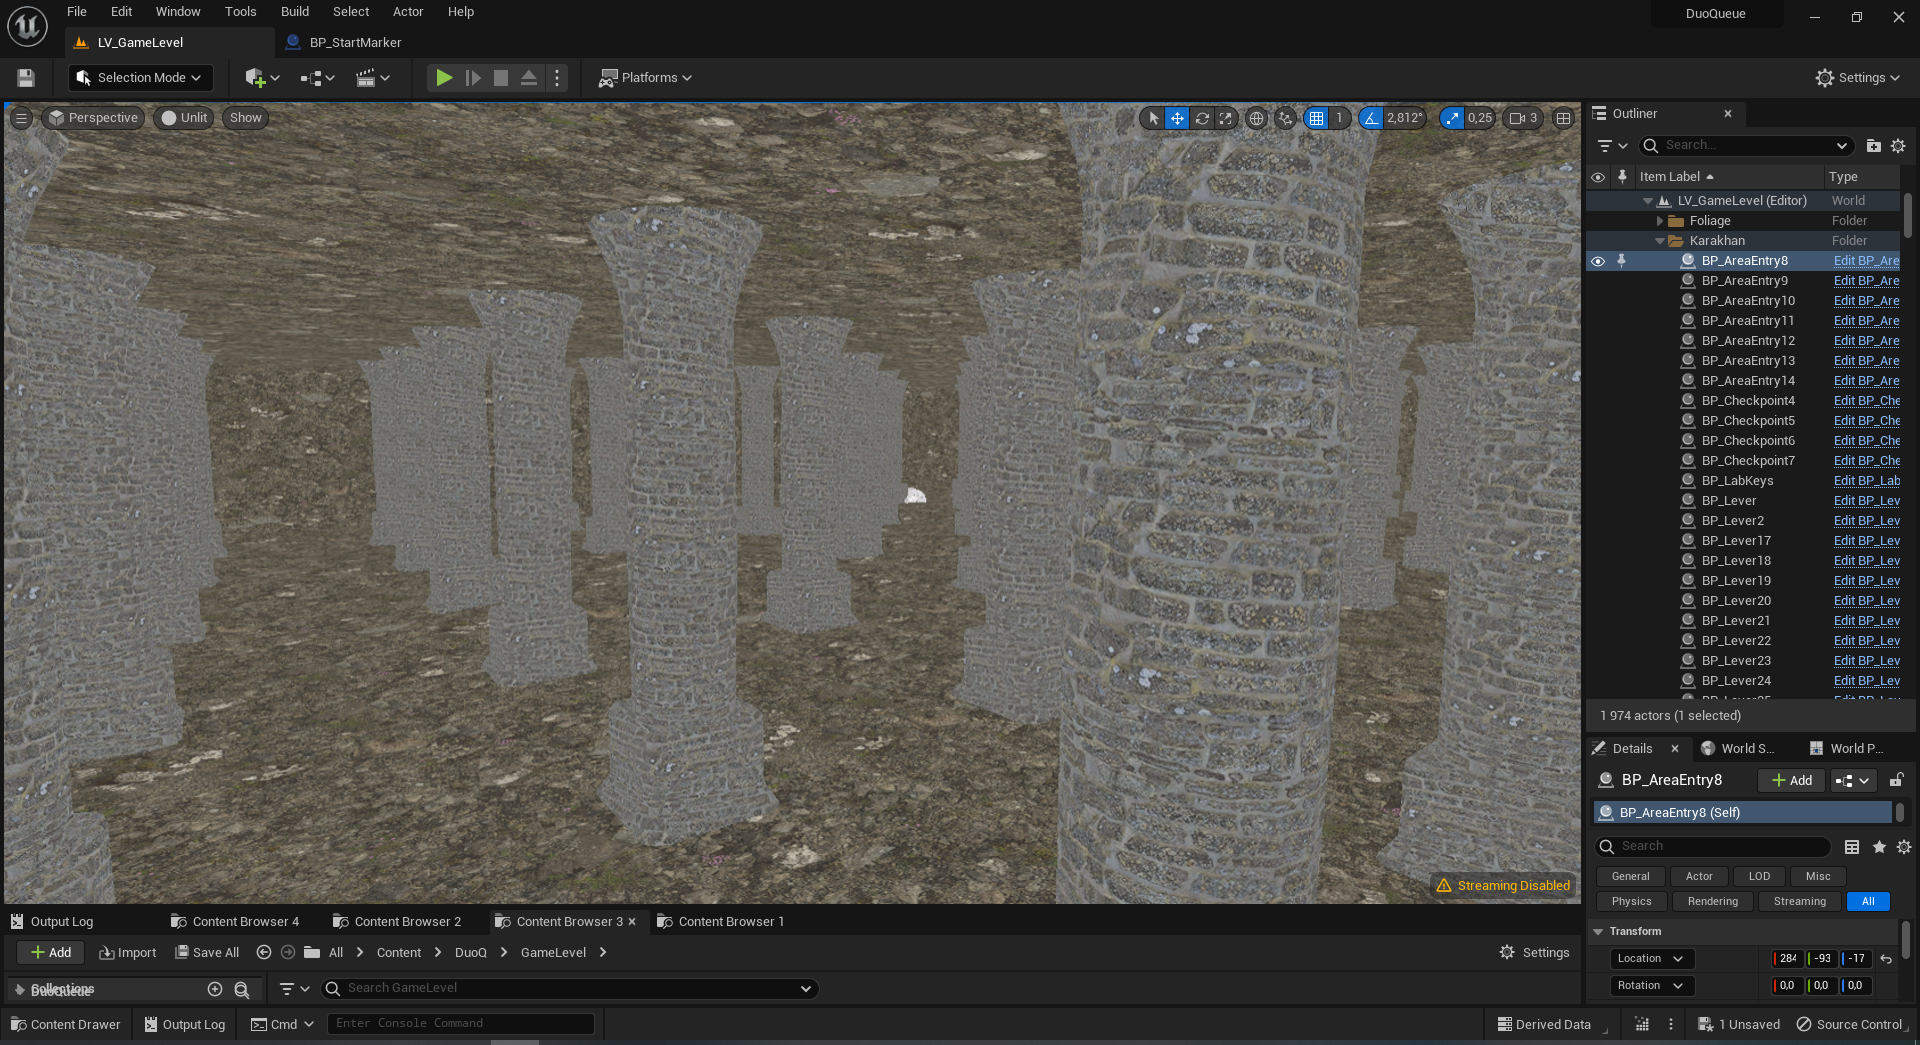 File Edit Window Tools Build Select Actor Help
DuoQueue
LV_GameLevel BP_StartMarker
Selection Mode Platforms Settings
Perspective Unlit Show
1 2,812° 0,25 3
Outliner
Search...
Item Label Type
LV_GameLevel (Editor) World
Foliage Folder
Karakhan Folder
BP_AreaEntry8 Edit BP_Are
BP_AreaEntry9 Edit BP_Are
BP_AreaEntry10 Edit BP_Are
BP_AreaEntry11 Edit BP_Are
BP_AreaEntry12 Edit BP_Are
BP_AreaEntry13 Edit BP_Are
BP_AreaEntry14 Edit BP_Are
BP_Checkpoint4 Edit BP_Che
BP_Checkpoint5 Edit BP_Che
BP_Checkpoint6 Edit BP_Che
BP_Checkpoint7 Edit BP_Che
BP_LabKeys Edit BP_Lab
BP_Lever Edit BP_Lev
BP_Lever2 Edit BP_Lev
BP_Lever17 Edit BP_Lev
BP_Lever18 Edit BP_Lev
BP_Lever19 Edit BP_Lev
BP_Lever20 Edit BP_Lev
BP_Lever21 Edit BP_Lev
BP_Lever22 Edit BP_Lev
BP_Lever23 Edit BP_Lev
BP_Lever24 Edit BP_Lev
1 974 actors (1 selected)
Details World S... World P...
BP_AreaEntry8 Add
BP_AreaEntry8 (Self)
Search
General Actor LOD Misc
Physics Rendering Streaming All
Transform
Location 284 -93 -17
Rotation 0,0 0,0 0,0
Streaming Disabled
Output Log Content Browser 4 Content Browser 2 Content Browser 3 Content Browser 1
Add Import Save All All Content DuoQ GameLevel Settings
Collections
DuoQueue
Search GameLevel
Content Drawer Output Log Cmd Enter Console Command Derived Data 1 Unsaved Source Control